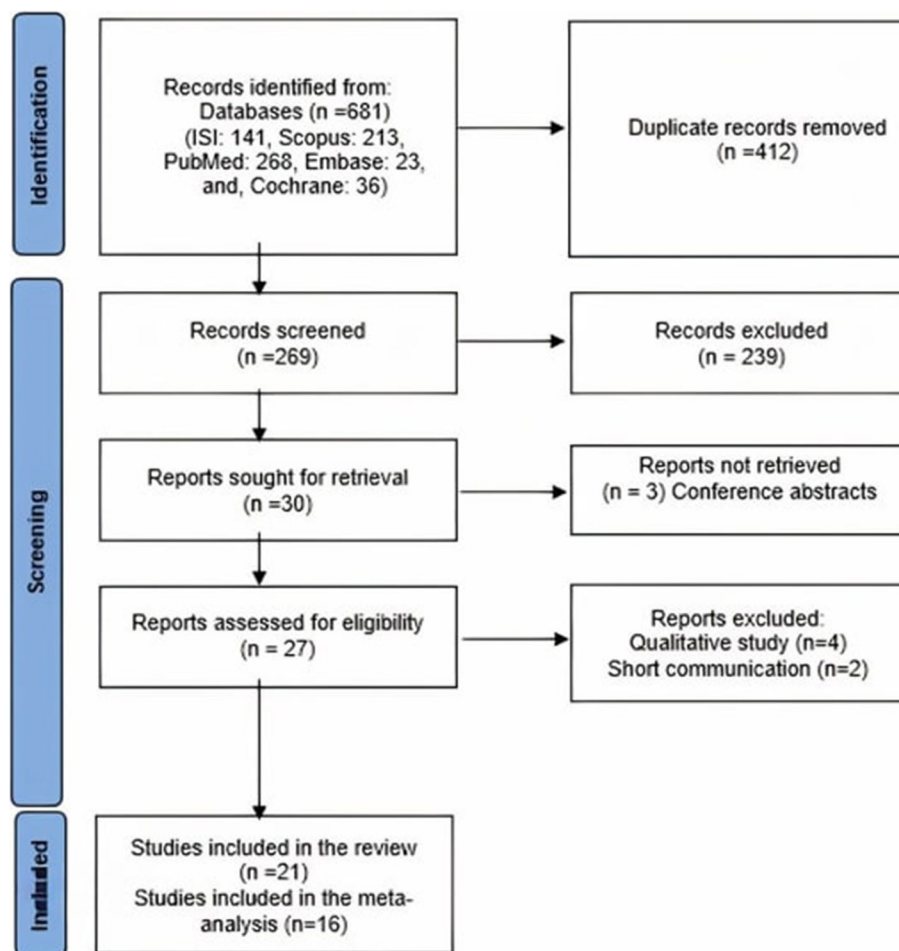 Identification
Records identified from:
Databases (n =681)
(ISI: 141, Scopus: 213,
PubMed: 268, Embase: 23,
and, Cochrane: 36)
Duplicate records removed
(n =412)
Screening
Records screened
(n =269)
Records excluded
(n = 239)
Reports sought for retrieval
(n =30)
Reports not retrieved
(n = 3) Conference abstracts
Reports assessed for eligibility
(n = 27)
Reports excluded:
Qualitative study (n=4)
Short communication (n=2)
Included
Studies included in the review
(n =21)
Studies included in the meta-
analysis (n=16)